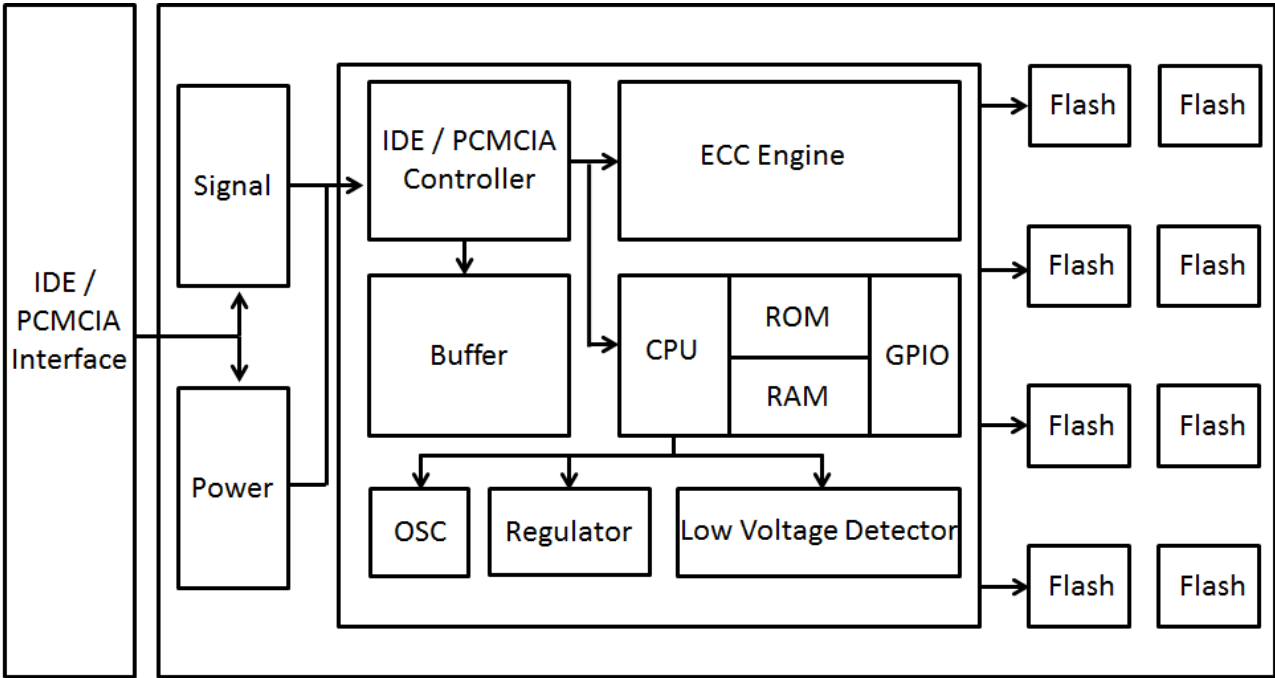 IDE /
PCMCIA
Interface
Signal
Power
IDE / PCMCIA
Controller
Buffer
ECC Engine
CPU
ROM
RAM
GPIO
OSC
Regulator
Low Voltage Detector
Flash
Flash
Flash
Flash
Flash
Flash
Flash
Flash